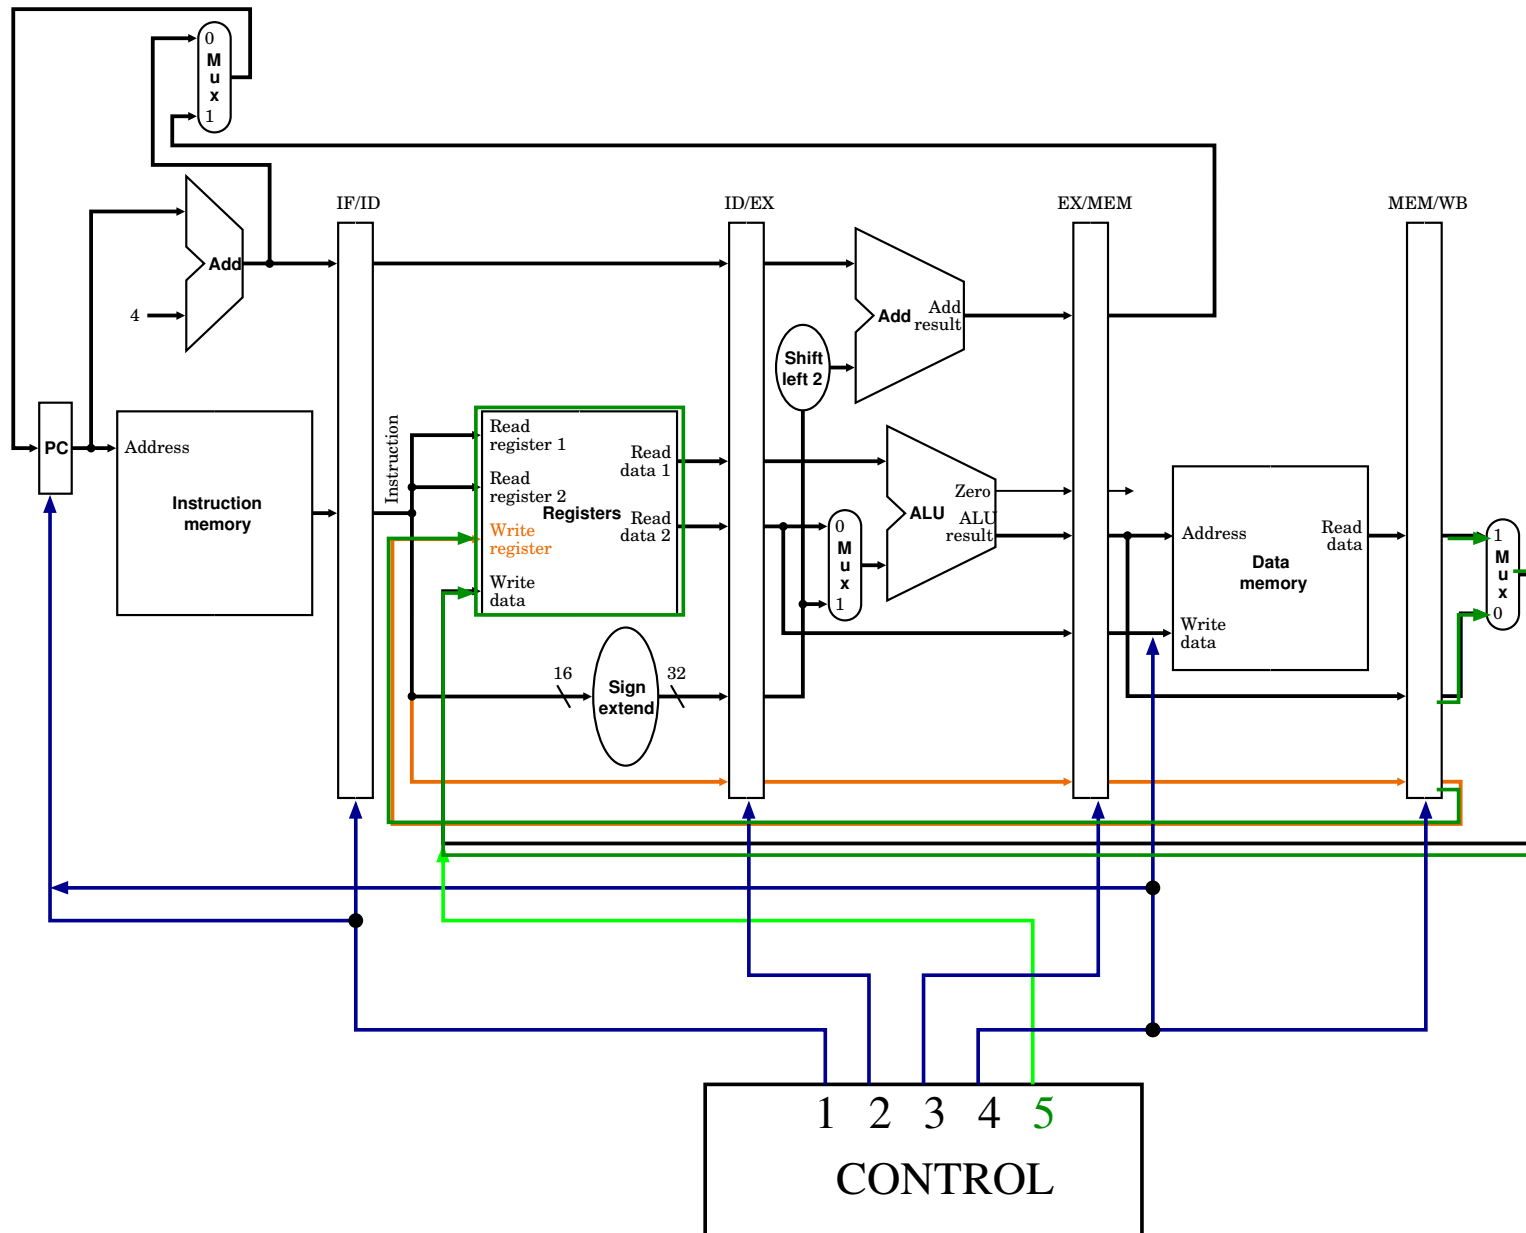 0
M
u
x
1
IF/ID
ID/EX
EX/MEM
MEM/WB
Add
4
Add
Add
result
Shift
left 2
PC
Address
Instruction
memory
Instruction
Read
register 1
Read
register 2
Write
register
Write
data
Registers
Read
data 1
Read
data 2
0
M
u
x
1
Zero
ALU
ALU
result
Address
Read
data
Data
memory
Write
data
1
M
u
x
0
16
Sign
extend
32
1 2 3 4 5
CONTROL